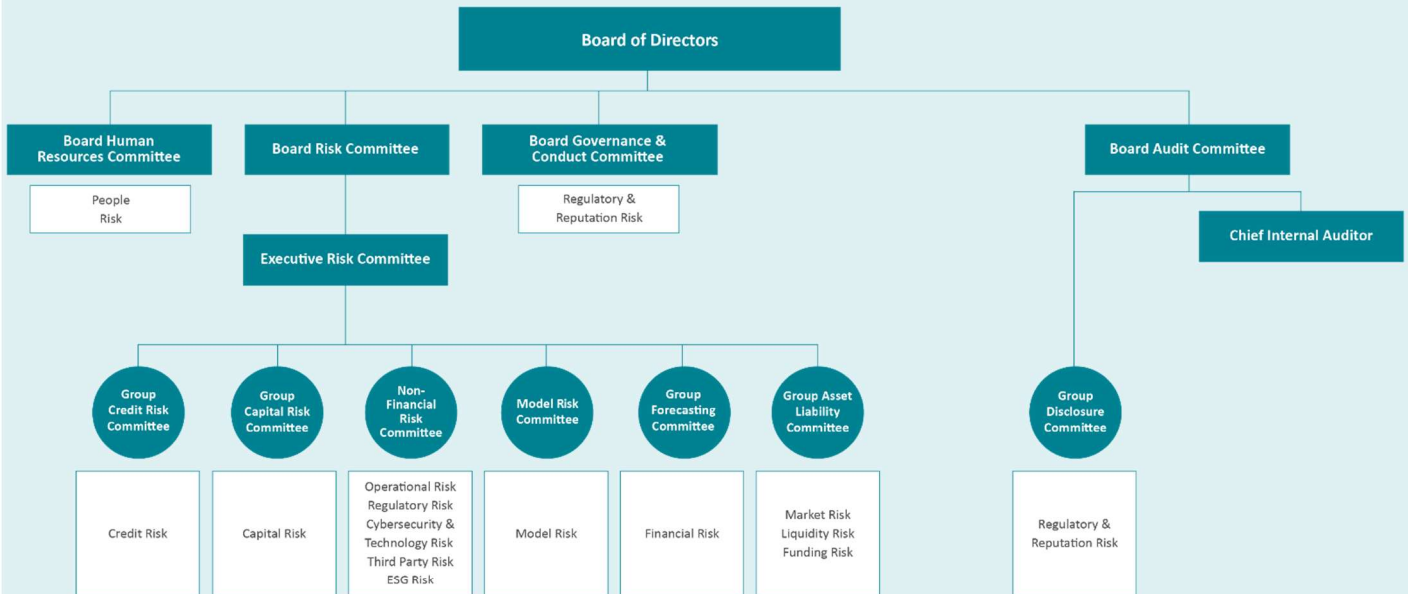 Board of Directors
Board Human
Resources Committee
Board Risk Committee
Board Governance &
Conduct Committee
Board Audit Committee
People
Risk
Regulatory &
Reputation Risk
Chief Internal Auditor
Executive Risk Committee
Group
Credit Risk
Committee
Group
Capital Risk
Committee
Non-
Financial
Risk
Committee
Model Risk
Committee
Group
Forecasting
Committee
Group Asset
Liability
Committee
Group
Disclosure
Committee
Credit Risk
Capital Risk
Operational Risk
Regulatory Risk
Cybersecurity &
Technology Risk
Third Party Risk
ESG Risk
Model Risk
Financial Risk
Market Risk
Liquidity Risk
Funding Risk
Regulatory &
Reputation Risk